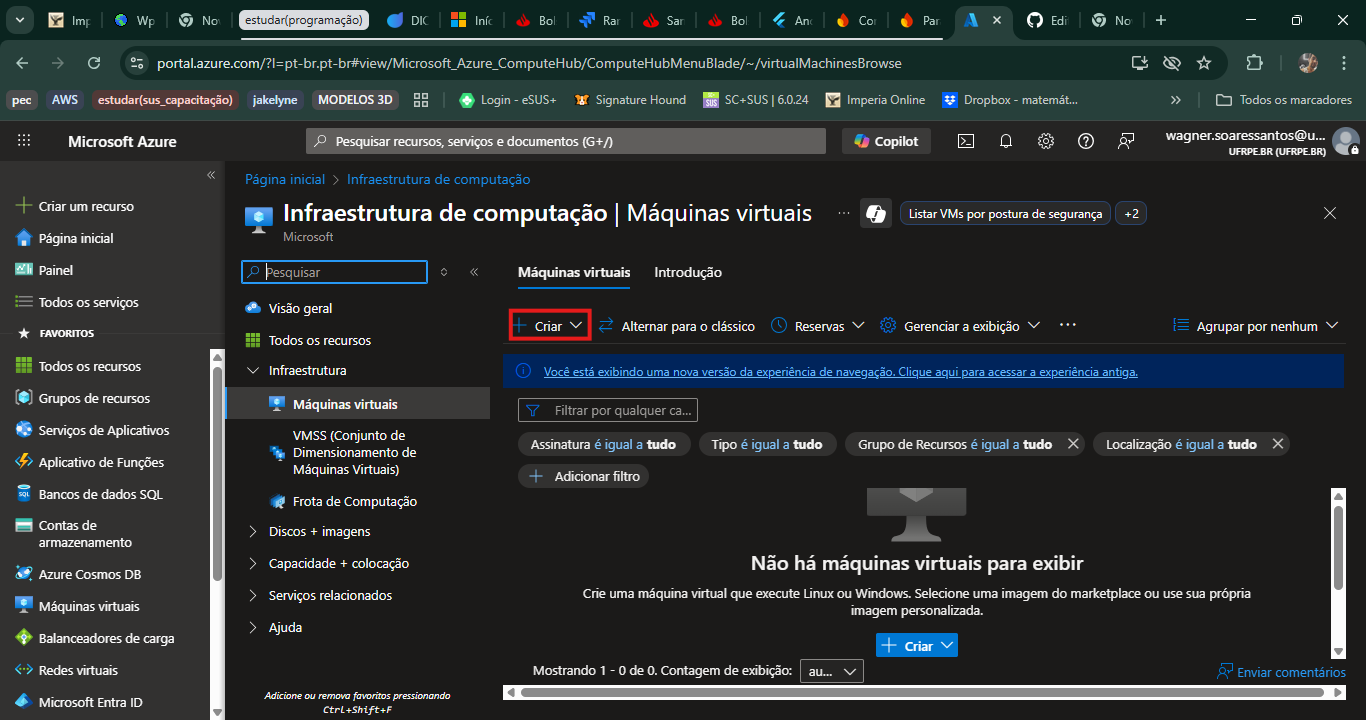 Imp
Wp
Nov
estudar(programação)
DIC
Iníc
Bol
Ran
San
Bol
And
Cor
Par
Edi
Nov
portal.azure.com/?l=pt-br.pt-br#view/Microsoft_Azure_ComputeHub/ComputeHubMenuBlade/~/virtualMachinesBrowse
pec
AWS
estudar(sus_capacitação)
jakelyne
MODELOS 3D
Login - eSUS+
Signature Hound
SC+SUS | 6.0.24
Imperia Online
Dropbox - matemát...
»
Todos os marcadores
Microsoft Azure
Pesquisar recursos, serviços e documentos (G+/)
Copilot
wagner.soaressantos@u...
UFRPE.BR (UFRPE.BR)
Criar um recurso
Página inicial
Painel
Todos os serviços
FAVORITOS
Todos os recursos
Grupos de recursos
Serviços de Aplicativos
Aplicativo de Funções
Bancos de dados SQL
Contas de
armazenamento
Azure Cosmos DB
Máquinas virtuais
Balanceadores de carga
Redes virtuais
Microsoft Entra ID
Página inicial > Infraestrutura de computação
Infraestrutura de computação | Máquinas virtuais
...
Listar VMs por postura de segurança
+2
Microsoft
Pesquisar
Visão geral
Todos os recursos
Infraestrutura
Máquinas virtuais
VMSS (Conjunto de
Dimensionamento de
Máquinas Virtuais)
Frota de Computação
Discos + imagens
Capacidade + colocação
Serviços relacionados
Ajuda
Adicione ou remova favoritos pressionando
Ctrl+Shift+F
Máquinas virtuais
Introdução
Criar
Alternar para o clássico
Reservas
Gerenciar a exibição
...
Agrupar por nenhum
Você está exibindo uma nova versão da experiência de navegação. Clique aqui para acessar a experiência antiga.
Filtrar por qualquer ca...
Assinatura é igual a tudo
Tipo é igual a tudo
Grupo de Recursos é igual a tudo
Localização é igual a tudo
Adicionar filtro
Não há máquinas virtuais para exibir
Crie uma máquina virtual que execute Linux ou Windows. Selecione uma imagem do marketplace ou use sua própria
imagem personalizada.
Criar
Mostrando 1 - 0 de 0. Contagem de exibição:
au...
Enviar comentários